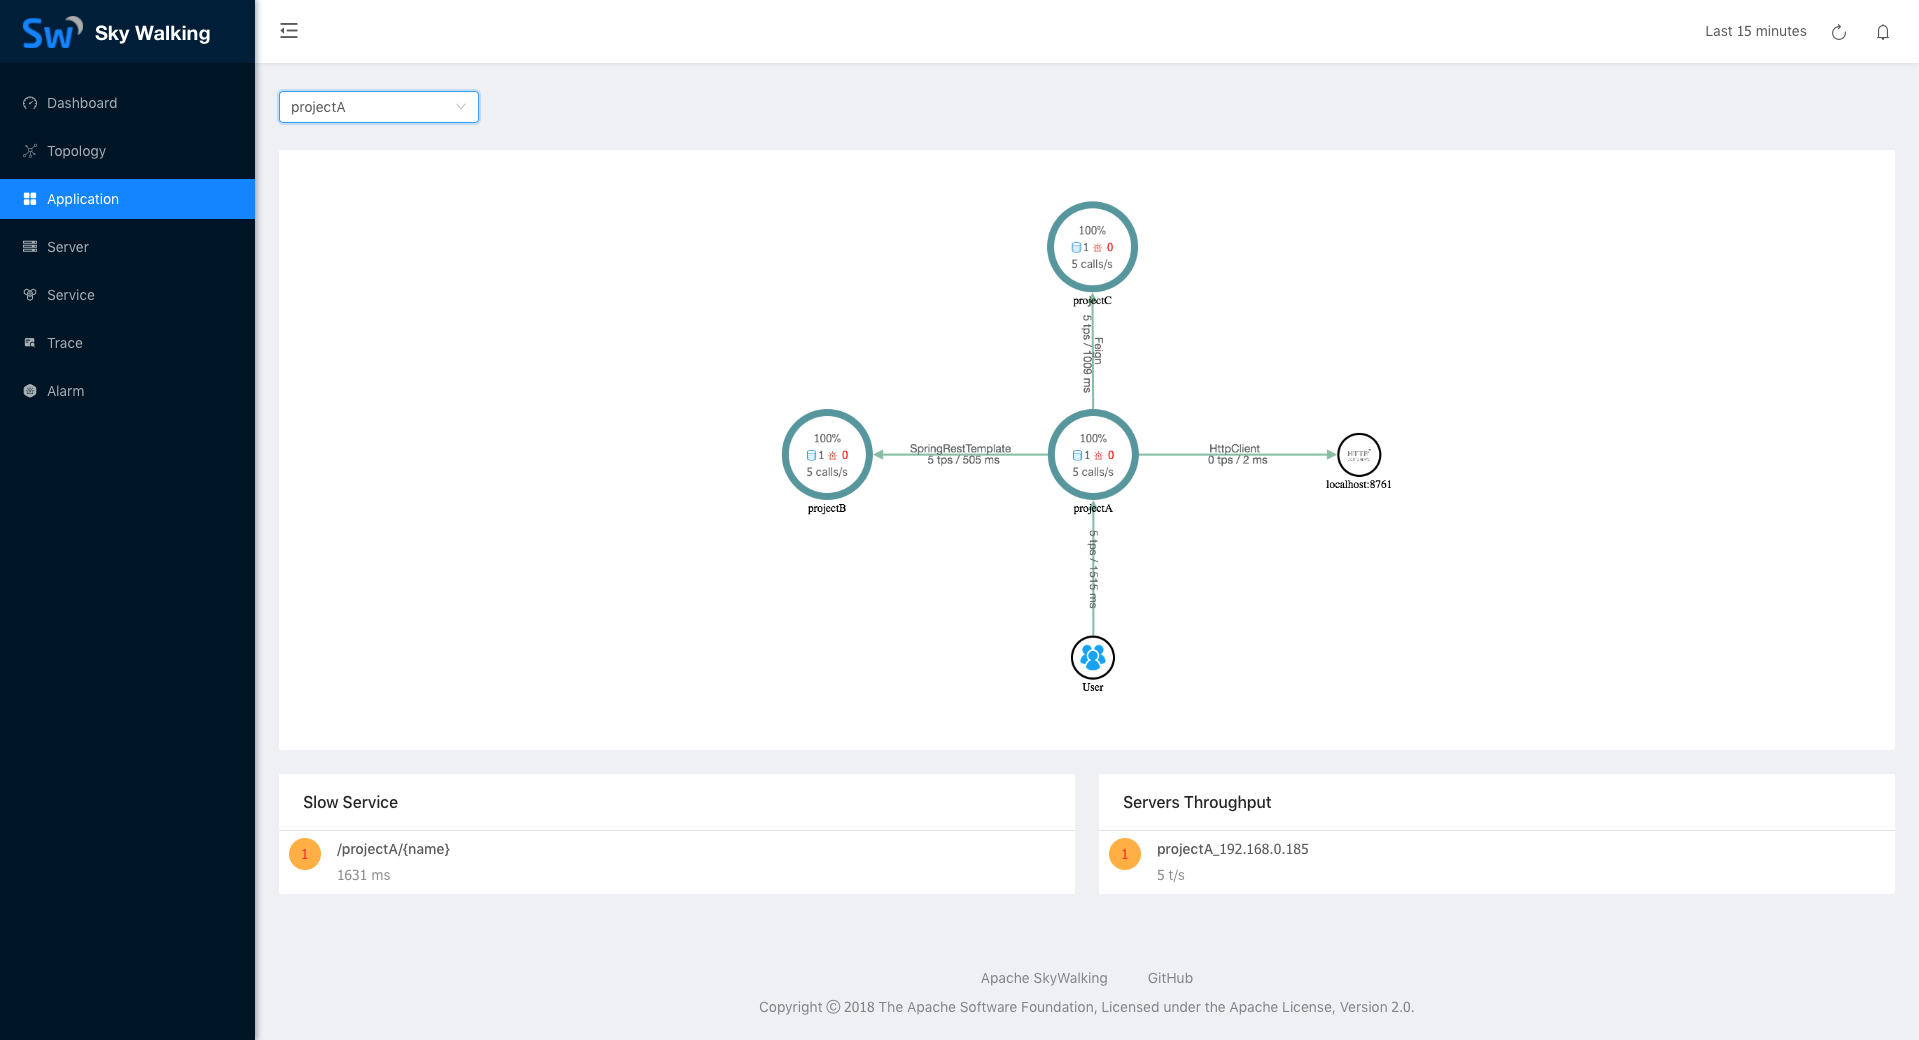 Sw Sky Walking
Last 15 minutes
Dashboard
Topology
Application
Server
Service
Trace
Alarm
projectA
100%
1 0
5 calls/s
projectC
Feign
5 tps / 1009 ms
100%
1 0
5 calls/s
projectB
SpringRestTemplate
5 tps / 505 ms
100%
1 0
5 calls/s
projectA
HttpClient
0 tps / 2 ms
HTTP
localhost:8761
5 tps / 1515 ms
User
Slow Service
1 /projectA/{name}
1631 ms
Servers Throughput
1 projectA_192.168.0.185
5 t/s
Apache SkyWalking GitHub
Copyright © 2018 The Apache Software Foundation, Licensed under the Apache License, Version 2.0.